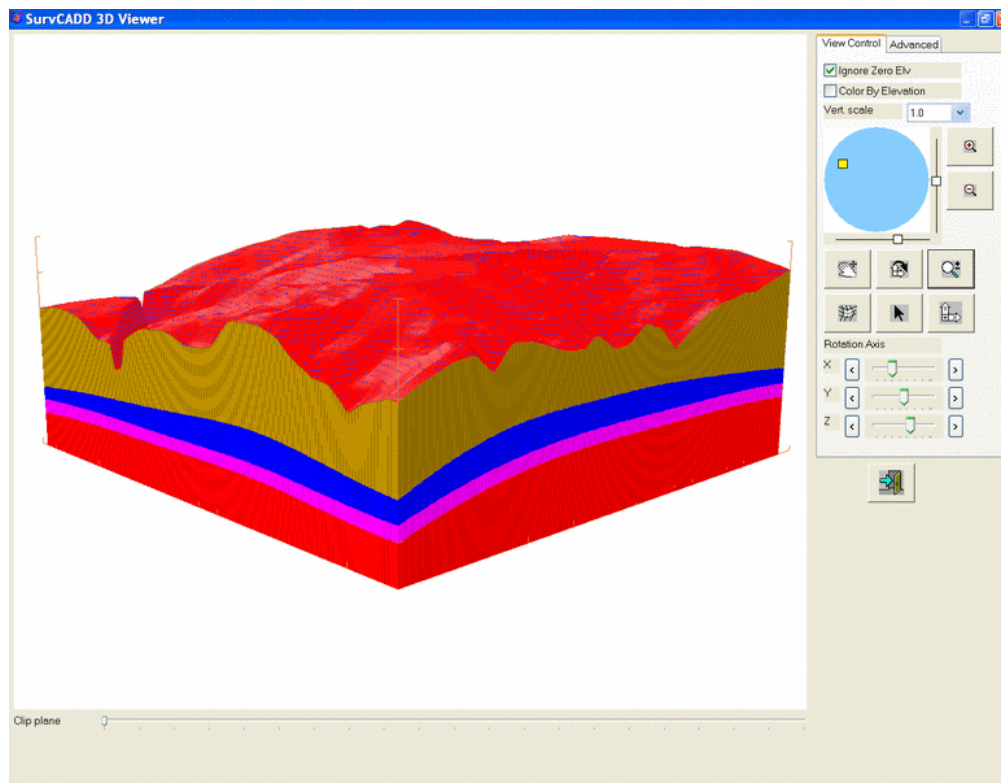 SurvCADD 3D Viewer
View Control
Advanced
Ignore Zero Elv
Color By Elevation
Vert. scale
1.0
Rotation Axis
X
Y
Z
Clip plane